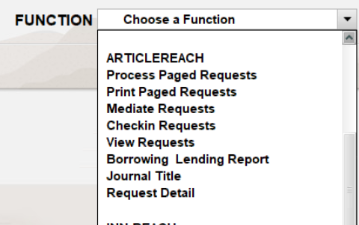 FUNCTION Choose a Function
ARTICLEREACH
Process Paged Requests
Print Paged Requests
Mediate Requests
Checkin Requests
View Requests
Borrowing Lending Report
Journal Title
Request Detail